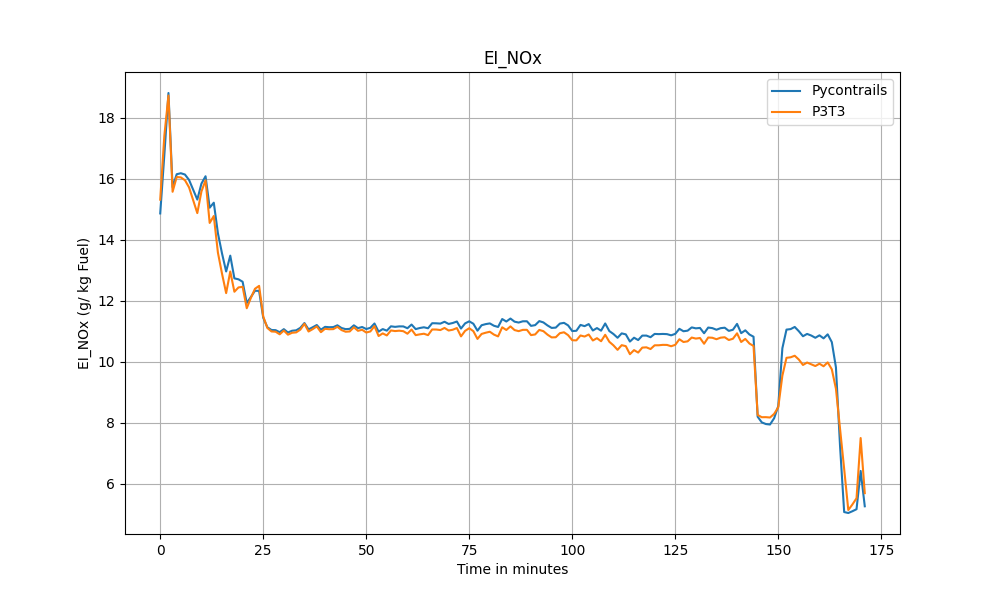 EI_NOx
Pycontrails
P3T3
EI_NOx (g/ kg Fuel)
18
16
14
12
10
8
6
0 25 50 75 100 125 150 175
Time in minutes